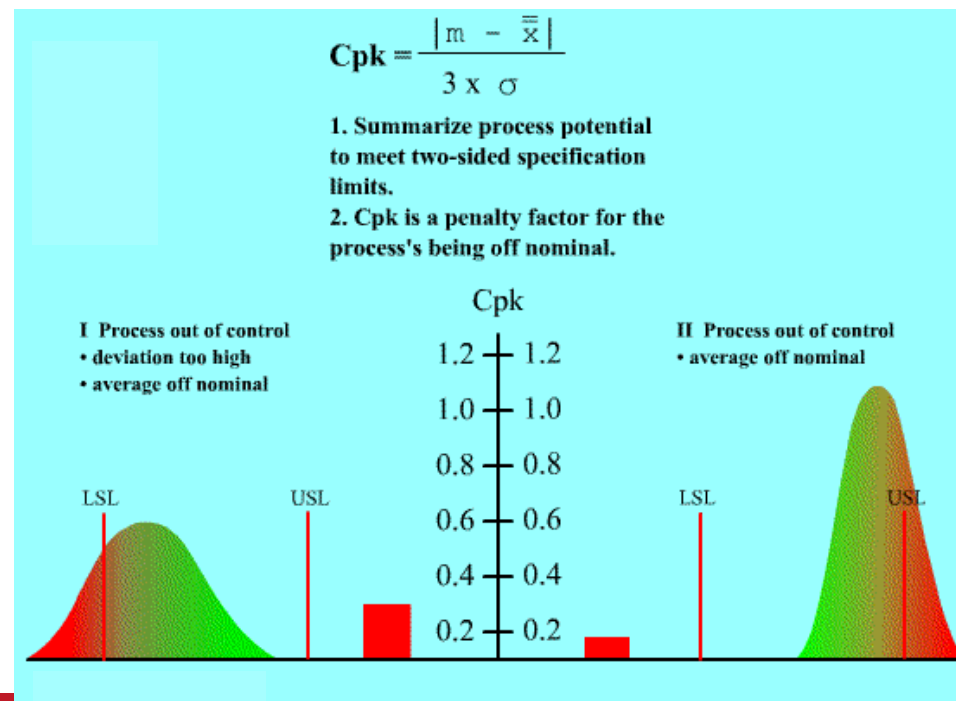 Cpk = |m - x̿| / 3 x σ
1. Summarize process potential
to meet two-sided specification
limits.
2. Cpk is a penalty factor for the
process's being off nominal.
I Process out of control
• deviation too high
• average off nominal
Cpk
II Process out of control
• average off nominal
1.2 1.2
1.0 1.0
0.8 0.8
0.6 0.6
0.4 0.4
0.2 0.2
LSL USL
LSL USL